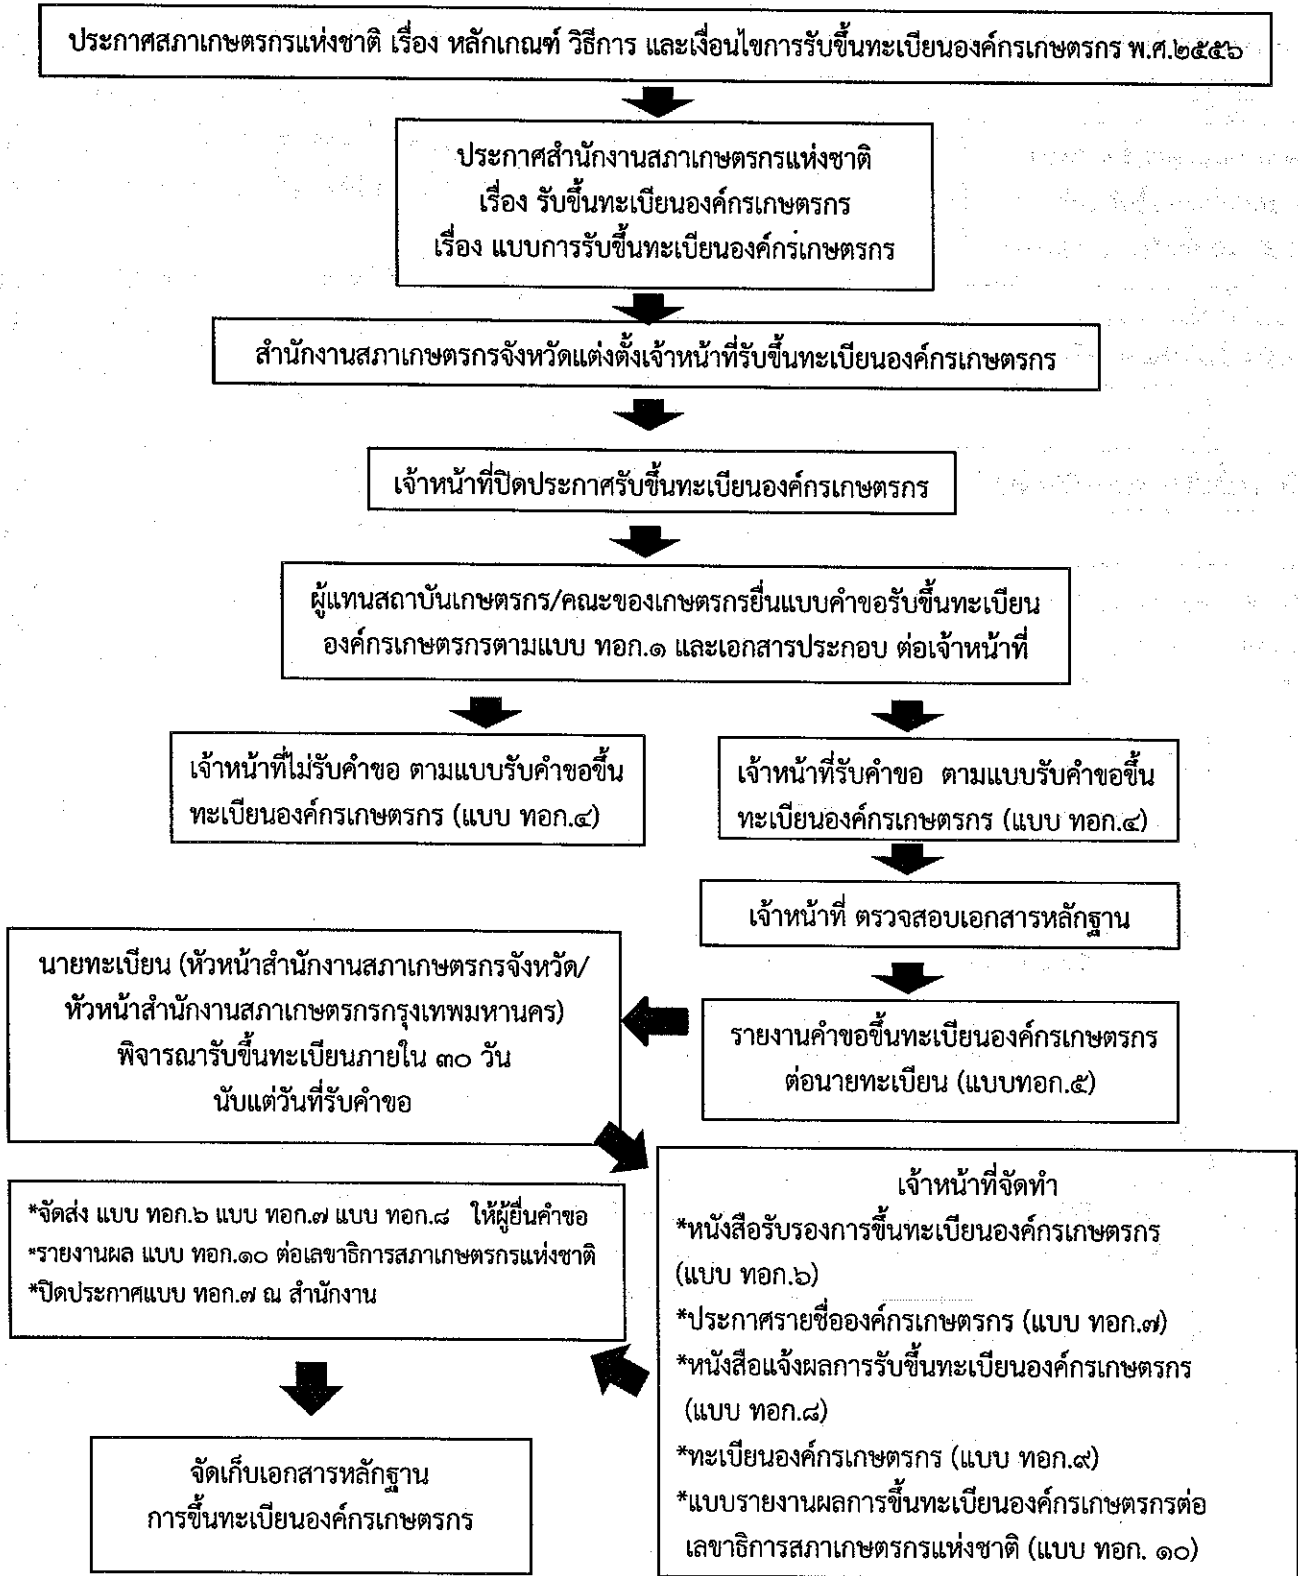 ประกาศสภาเกษตรกรแห่งชาติ เรื่อง หลักเกณฑ์ วิธีการ และเงื่อนไขการรับขึ้นทะเบียนองค์กรเกษตรกร พ.ศ.๒๕๕๖
ประกาศสำนักงานสภาเกษตรกรแห่งชาติ
เรื่อง รับขึ้นทะเบียนองค์กรเกษตรกร
เรื่อง แบบการรับขึ้นทะเบียนองค์กรเกษตรกร
สำนักงานสภาเกษตรกรจังหวัดแต่งตั้งเจ้าหน้าที่รับขึ้นทะเบียนองค์กรเกษตรกร
เจ้าหน้าที่ปิดประกาศรับขึ้นทะเบียนองค์กรเกษตรกร
ผู้แทนสถาบันเกษตรกร/คณะของเกษตรกรยื่นแบบคำขอรับขึ้นทะเบียน
องค์กรเกษตรกรตามแบบ ทอก.๑ และเอกสารประกอบ ต่อเจ้าหน้าที่
เจ้าหน้าที่ไม่รับคำขอ ตามแบบรับคำขอขึ้น
ทะเบียนองค์กรเกษตรกร (แบบ ทอก.๔)
เจ้าหน้าที่รับคำขอ ตามแบบรับคำขอขึ้น
ทะเบียนองค์กรเกษตรกร (แบบ ทอก.๔)
เจ้าหน้าที่ ตรวจสอบเอกสารหลักฐาน
รายงานคำขอขึ้นทะเบียนองค์กรเกษตรกร
ต่อนายทะเบียน (แบบทอก.๕)
นายทะเบียน (หัวหน้าสำนักงานสภาเกษตรกรจังหวัด/
หัวหน้าสำนักงานสภาเกษตรกรกรุงเทพมหานคร)
พิจารณารับขึ้นทะเบียนภายใน ๓๐ วัน
นับแต่วันที่รับคำขอ
เจ้าหน้าที่จัดทำ
*หนังสือรับรองการขึ้นทะเบียนองค์กรเกษตรกร
(แบบ ทอก.๖)
*ประกาศรายชื่อองค์กรเกษตรกร (แบบ ทอก.๗)
*หนังสือแจ้งผลการรับขึ้นทะเบียนองค์กรเกษตรกร
(แบบ ทอก.๘)
*ทะเบียนองค์กรเกษตรกร (แบบ ทอก.๙)
*แบบรายงานผลการขึ้นทะเบียนองค์กรเกษตรกรต่อ
เลขาธิการสภาเกษตรกรแห่งชาติ (แบบ ทอก. ๑๐)
*จัดส่ง แบบ ทอก.๖ แบบ ทอก.๗ แบบ ทอก.๘ ให้ผู้ยื่นคำขอ
*รายงานผล แบบ ทอก.๑๐ ต่อเลขาธิการสภาเกษตรกรแห่งชาติ
*ปิดประกาศแบบ ทอก.๗ ณ สำนักงาน
จัดเก็บเอกสารหลักฐาน
การขึ้นทะเบียนองค์กรเกษตรกร